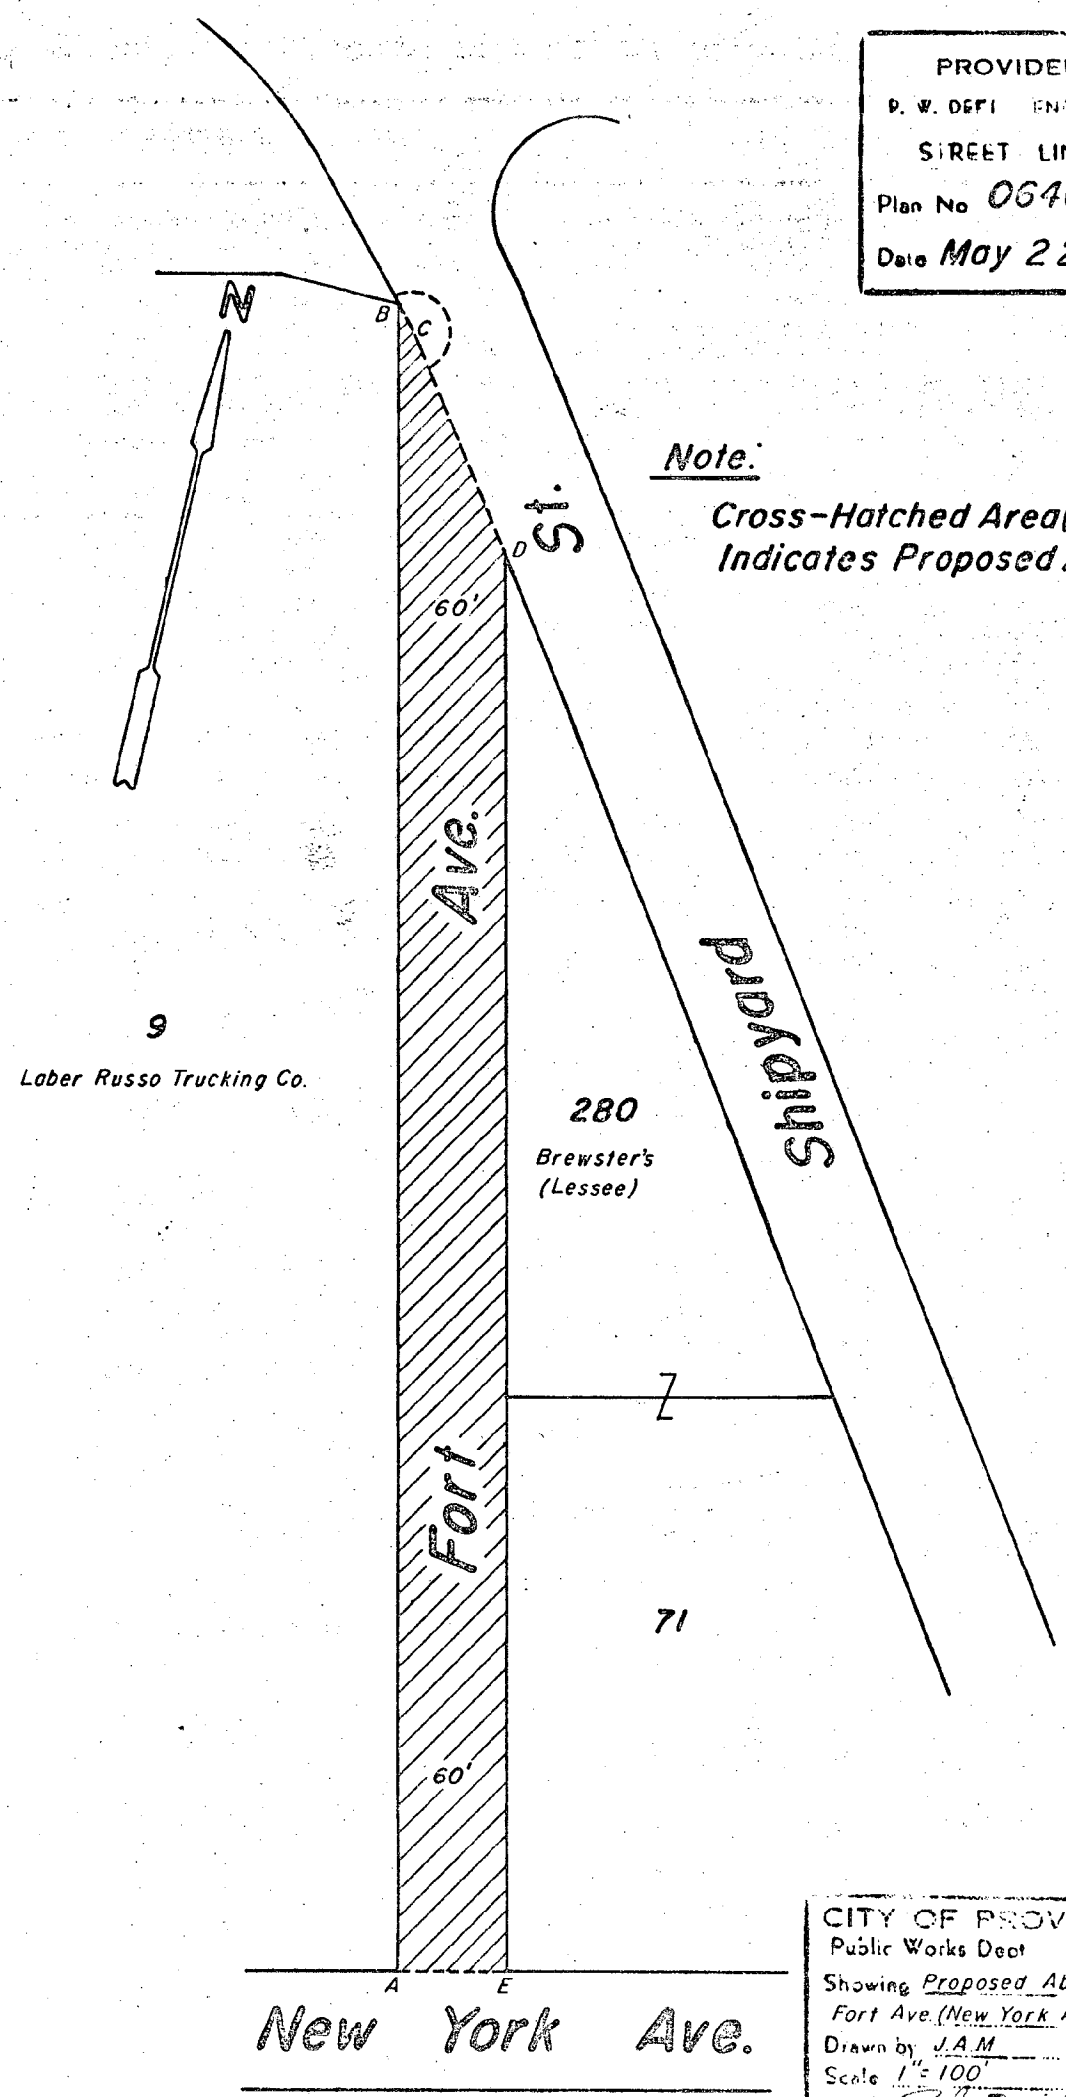 PROVIDE
P. W. DEPT EN
STREET LI
Plan No 064
Date May 22
N
B
C
Note:
Cross-Hatched Area(
Indicates Proposed
St.
D
60'
Ave.
Shipyard
9
Laber Russo Trucking Co.
280
Brewster's
(Lessee)
Fort
71
60'
A
E
New York Ave.
CITY OF PROV
Public Works Dept
Showing Proposed Ab
Fort Ave. (New York A
Drawn by J.A.M
Scale 1"=100'